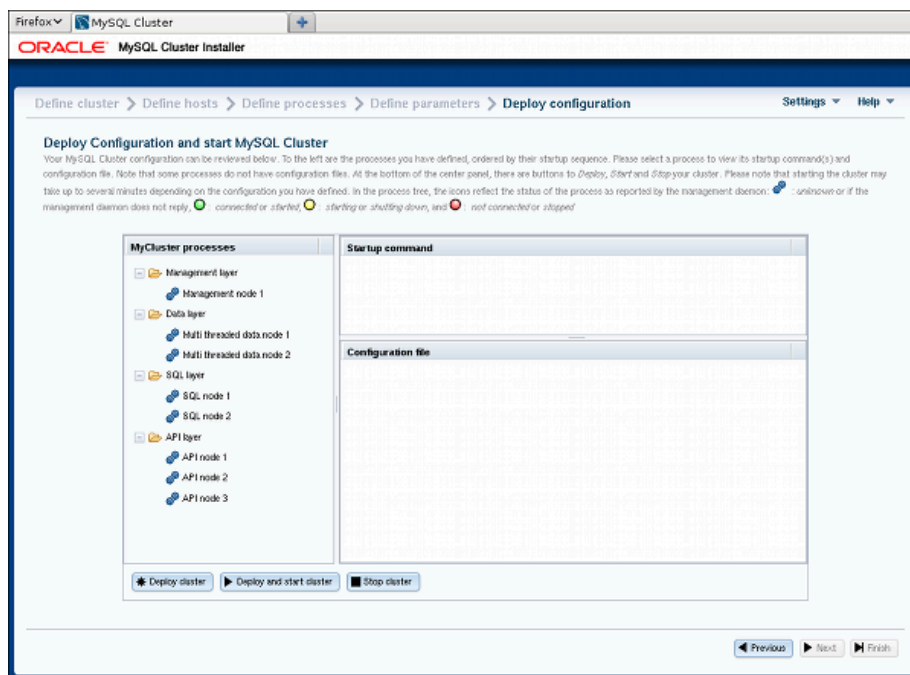 Firefox
MySQL Cluster
ORACLE MySQL Cluster Installer
Define cluster > Define hosts > Define processes > Define parameters > Deploy configuration
Settings
Help
Deploy Configuration and start MySQL Cluster
Your MySQL Cluster configuration can be reviewed below. To the left are the processes you have defined, ordered by their startup sequence. Please select a process to view its startup command(s) and
configuration file. Note that some processes do not have configuration files. At the bottom of the center panel, there are buttons to Deploy, Start and Stop your cluster. Please note that starting the cluster may
take up to several minutes depending on the configuration you have defined. In the process tree, the icons reflect the status of the process as reported by the management daemon: : unknown or if the
management daemon does not reply, : connected or started, : starting or shutting down, and : not connected or stopped
MyCluster processes
Management layer
Management node 1
Data layer
Multi threaded data node 1
Multi threaded data node 2
SQL layer
SQL node 1
SQL node 2
API layer
API node 1
API node 2
API node 3
Startup command
Configuration file
Deploy cluster
Deploy and start cluster
Stop cluster
Previous
Next
Finish